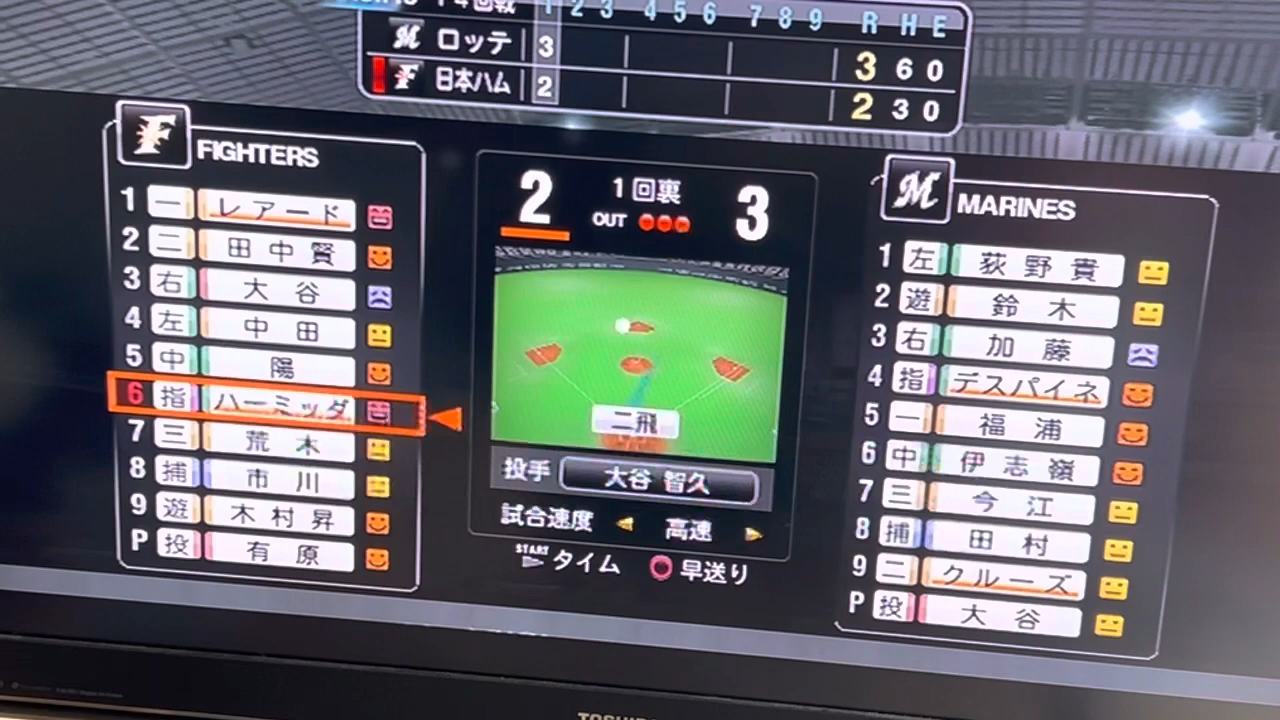 14回戦 1 2 3 4 5 6 7 8 9 R H E
M ロッテ 3 3 6 0
F 日本ハム 2 2 3 0
F FIGHTERS
1 一 レアード
2 二 田中賢
3 右 大谷
4 左 中田
5 中 陽
6 指 ハーミッダ
7 三 荒木
8 捕 市川
9 遊 木村昇
P 投 有原
2 1回裏 3
OUT
二飛
投手 大谷 智久
試合速度 高速
START タイム 早送り
M MARINES
1 左 荻野貴
2 遊 鈴木
3 右 加藤
4 指 デスパイネ
5 一 福浦
6 中 伊志嶺
7 三 今江
8 捕 田村
9 二 クルーズ
P 投 大谷
TOSHIBA